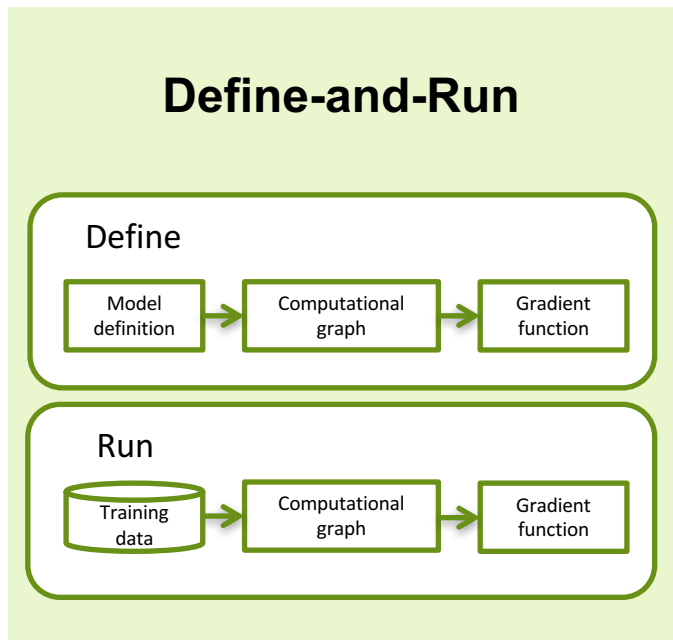 Define-and-Run
Define
Model
definition
Computational
graph
Gradient
function
Run
Training
data
Computational
graph
Gradient
function